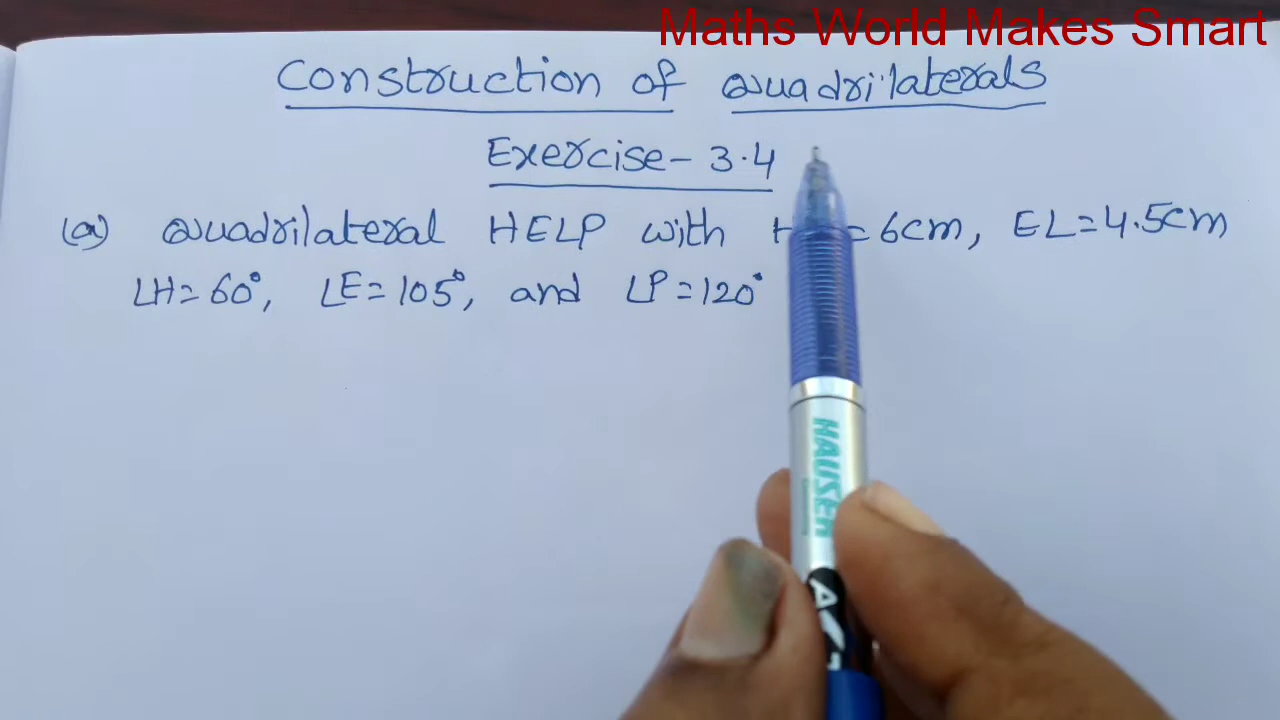 Maths World Makes Smart
Construction of Quadrilaterals
Exercise- 3.4
(a) Quadrilateral HELP with = 6cm, EL=4.5cm
∠H=60°, ∠E=105°, and ∠P=120°
HAUSER